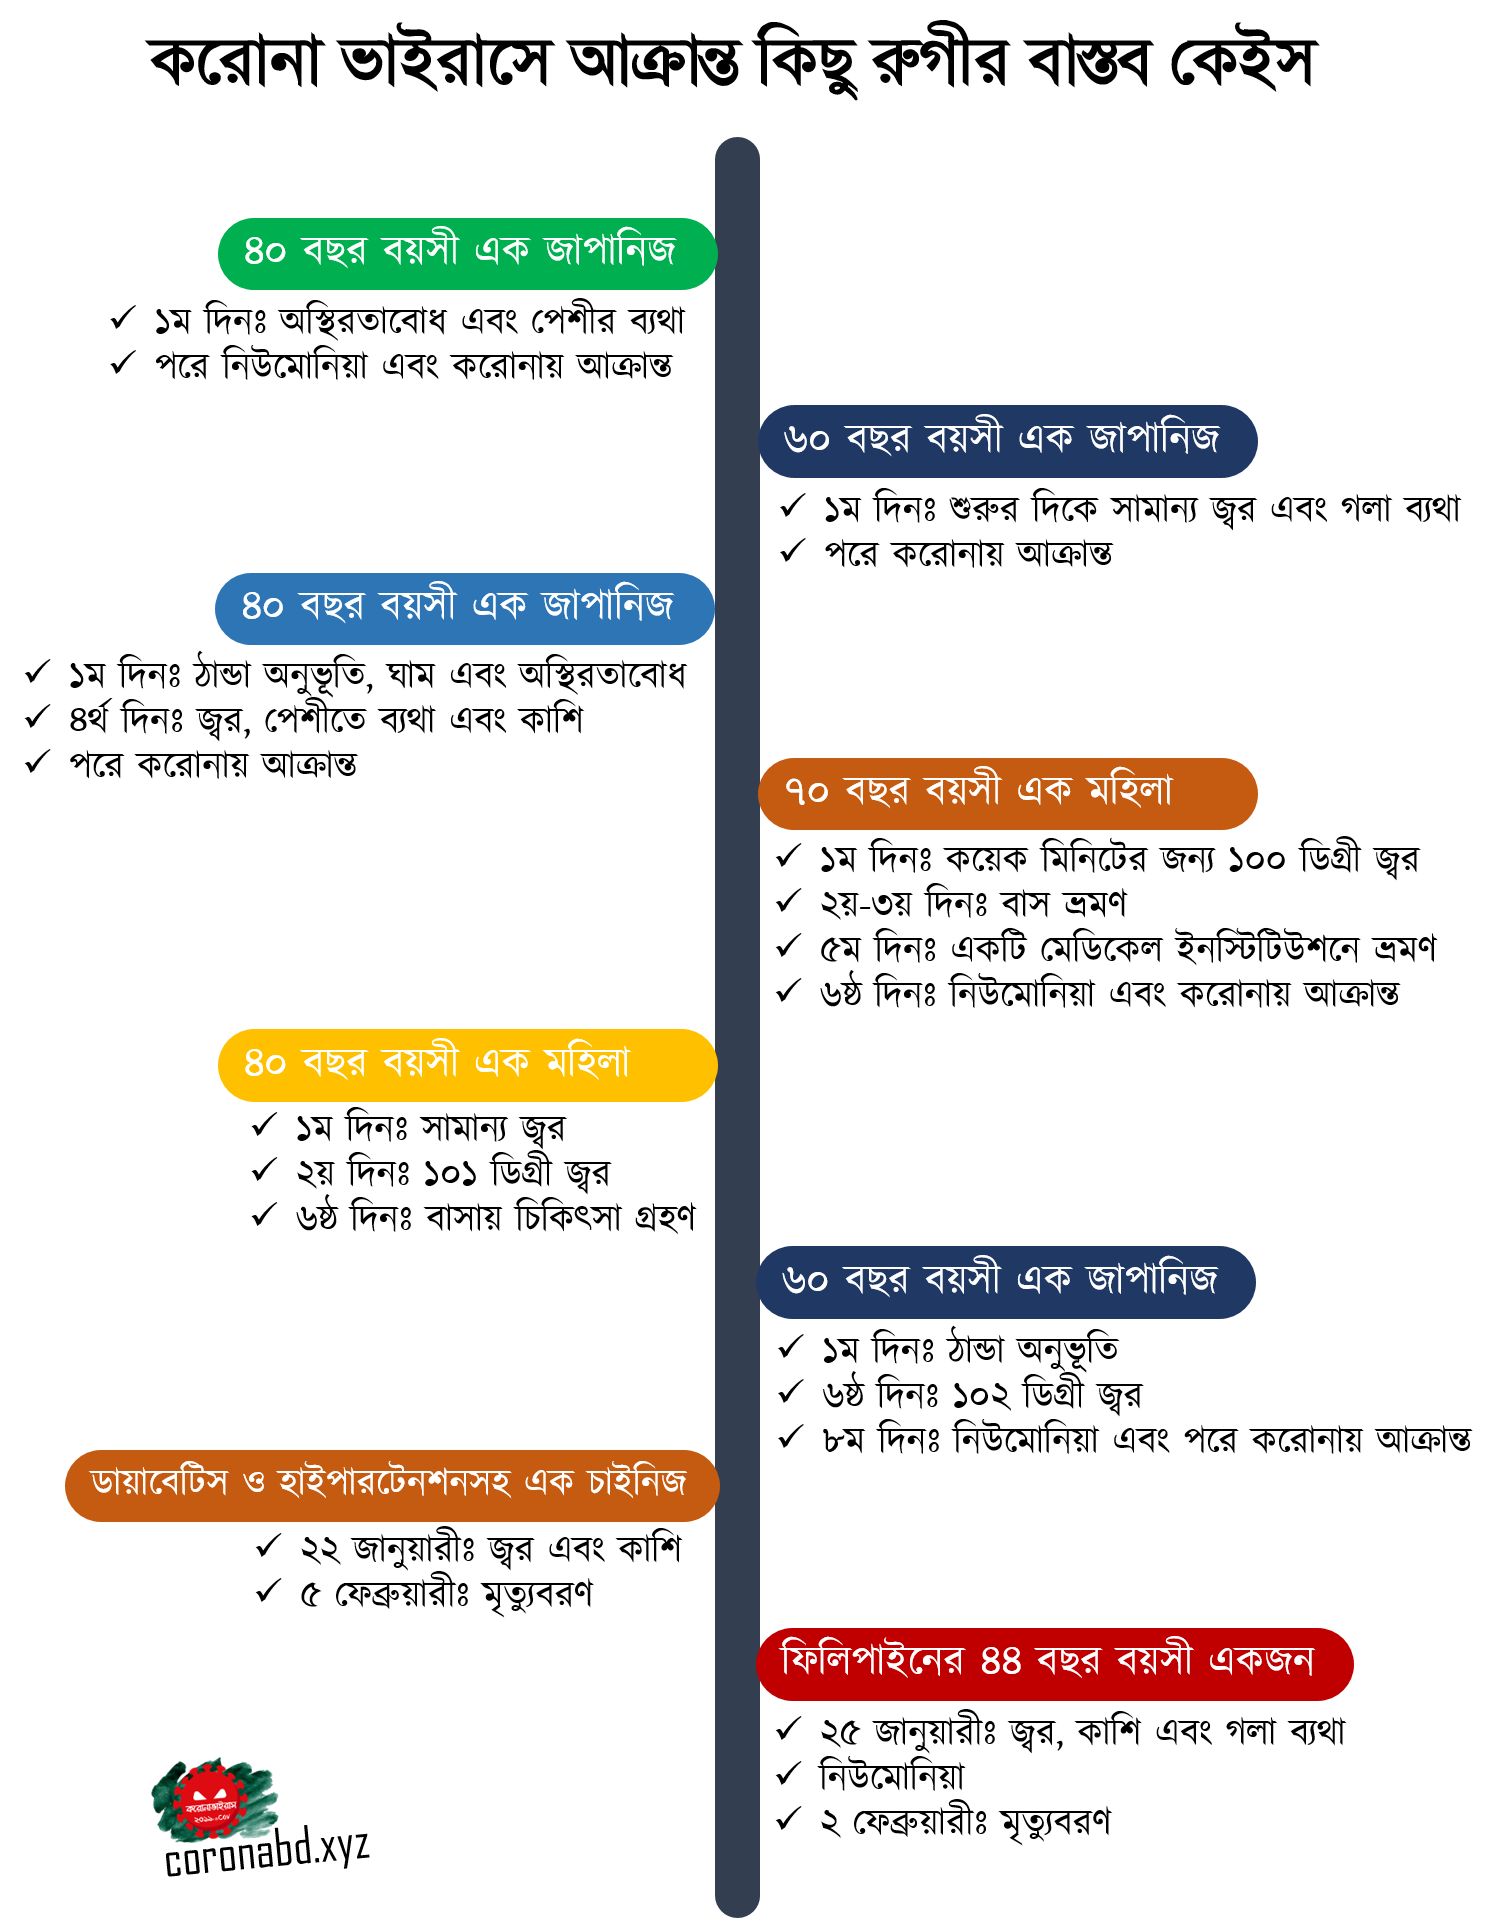 করোনা ভাইরাসে আক্রান্ত কিছু রুগীর বাস্তব কেইস
৪০ বছর বয়সী এক জাপানিজ
✓ ১ম দিনঃ অস্থিরতাবোধ এবং পেশীর ব্যথা
✓ পরে নিউমোনিয়া এবং করোনায় আক্রান্ত
৬০ বছর বয়সী এক জাপানিজ
✓ ১ম দিনঃ শুরুর দিকে সামান্য জ্বর এবং গলা ব্যথা
✓ পরে করোনায় আক্রান্ত
৪০ বছর বয়সী এক জাপানিজ
✓ ১ম দিনঃ ঠান্ডা অনুভূতি, ঘাম এবং অস্থিরতাবোধ
✓ ৪র্থ দিনঃ জ্বর, পেশীতে ব্যথা এবং কাশি
✓ পরে করোনায় আক্রান্ত
৭০ বছর বয়সী এক মহিলা
✓ ১ম দিনঃ কয়েক মিনিটের জন্য ১০০ ডিগ্রী জ্বর
✓ ২য়-৩য় দিনঃ বাস ভ্রমণ
✓ ৫ম দিনঃ একটি মেডিকেল ইনস্টিটিউশনে ভ্রমণ
✓ ৬ষ্ঠ দিনঃ নিউমোনিয়া এবং করোনায় আক্রান্ত
৪০ বছর বয়সী এক মহিলা
✓ ১ম দিনঃ সামান্য জ্বর
✓ ২য় দিনঃ ১০১ ডিগ্রী জ্বর
✓ ৬ষ্ঠ দিনঃ বাসায় চিকিৎসা গ্রহণ
৬০ বছর বয়সী এক জাপানিজ
✓ ১ম দিনঃ ঠান্ডা অনুভূতি
✓ ৬ষ্ঠ দিনঃ ১০২ ডিগ্রী জ্বর
✓ ৮ম দিনঃ নিউমোনিয়া এবং পরে করোনায় আক্রান্ত
ডায়াবেটিস ও হাইপারটেনশনসহ এক চাইনিজ
✓ ২২ জানুয়ারীঃ জ্বর এবং কাশি
✓ ৫ ফেব্রুয়ারীঃ মৃত্যুবরণ
ফিলিপাইনের ৪৪ বছর বয়সী একজন
✓ ২৫ জানুয়ারীঃ জ্বর, কাশি এবং গলা ব্যথা
✓ নিউমোনিয়া
✓ ২ ফেব্রুয়ারীঃ মৃত্যুবরণ
করোনাভাইরাস
coronabd.xyz